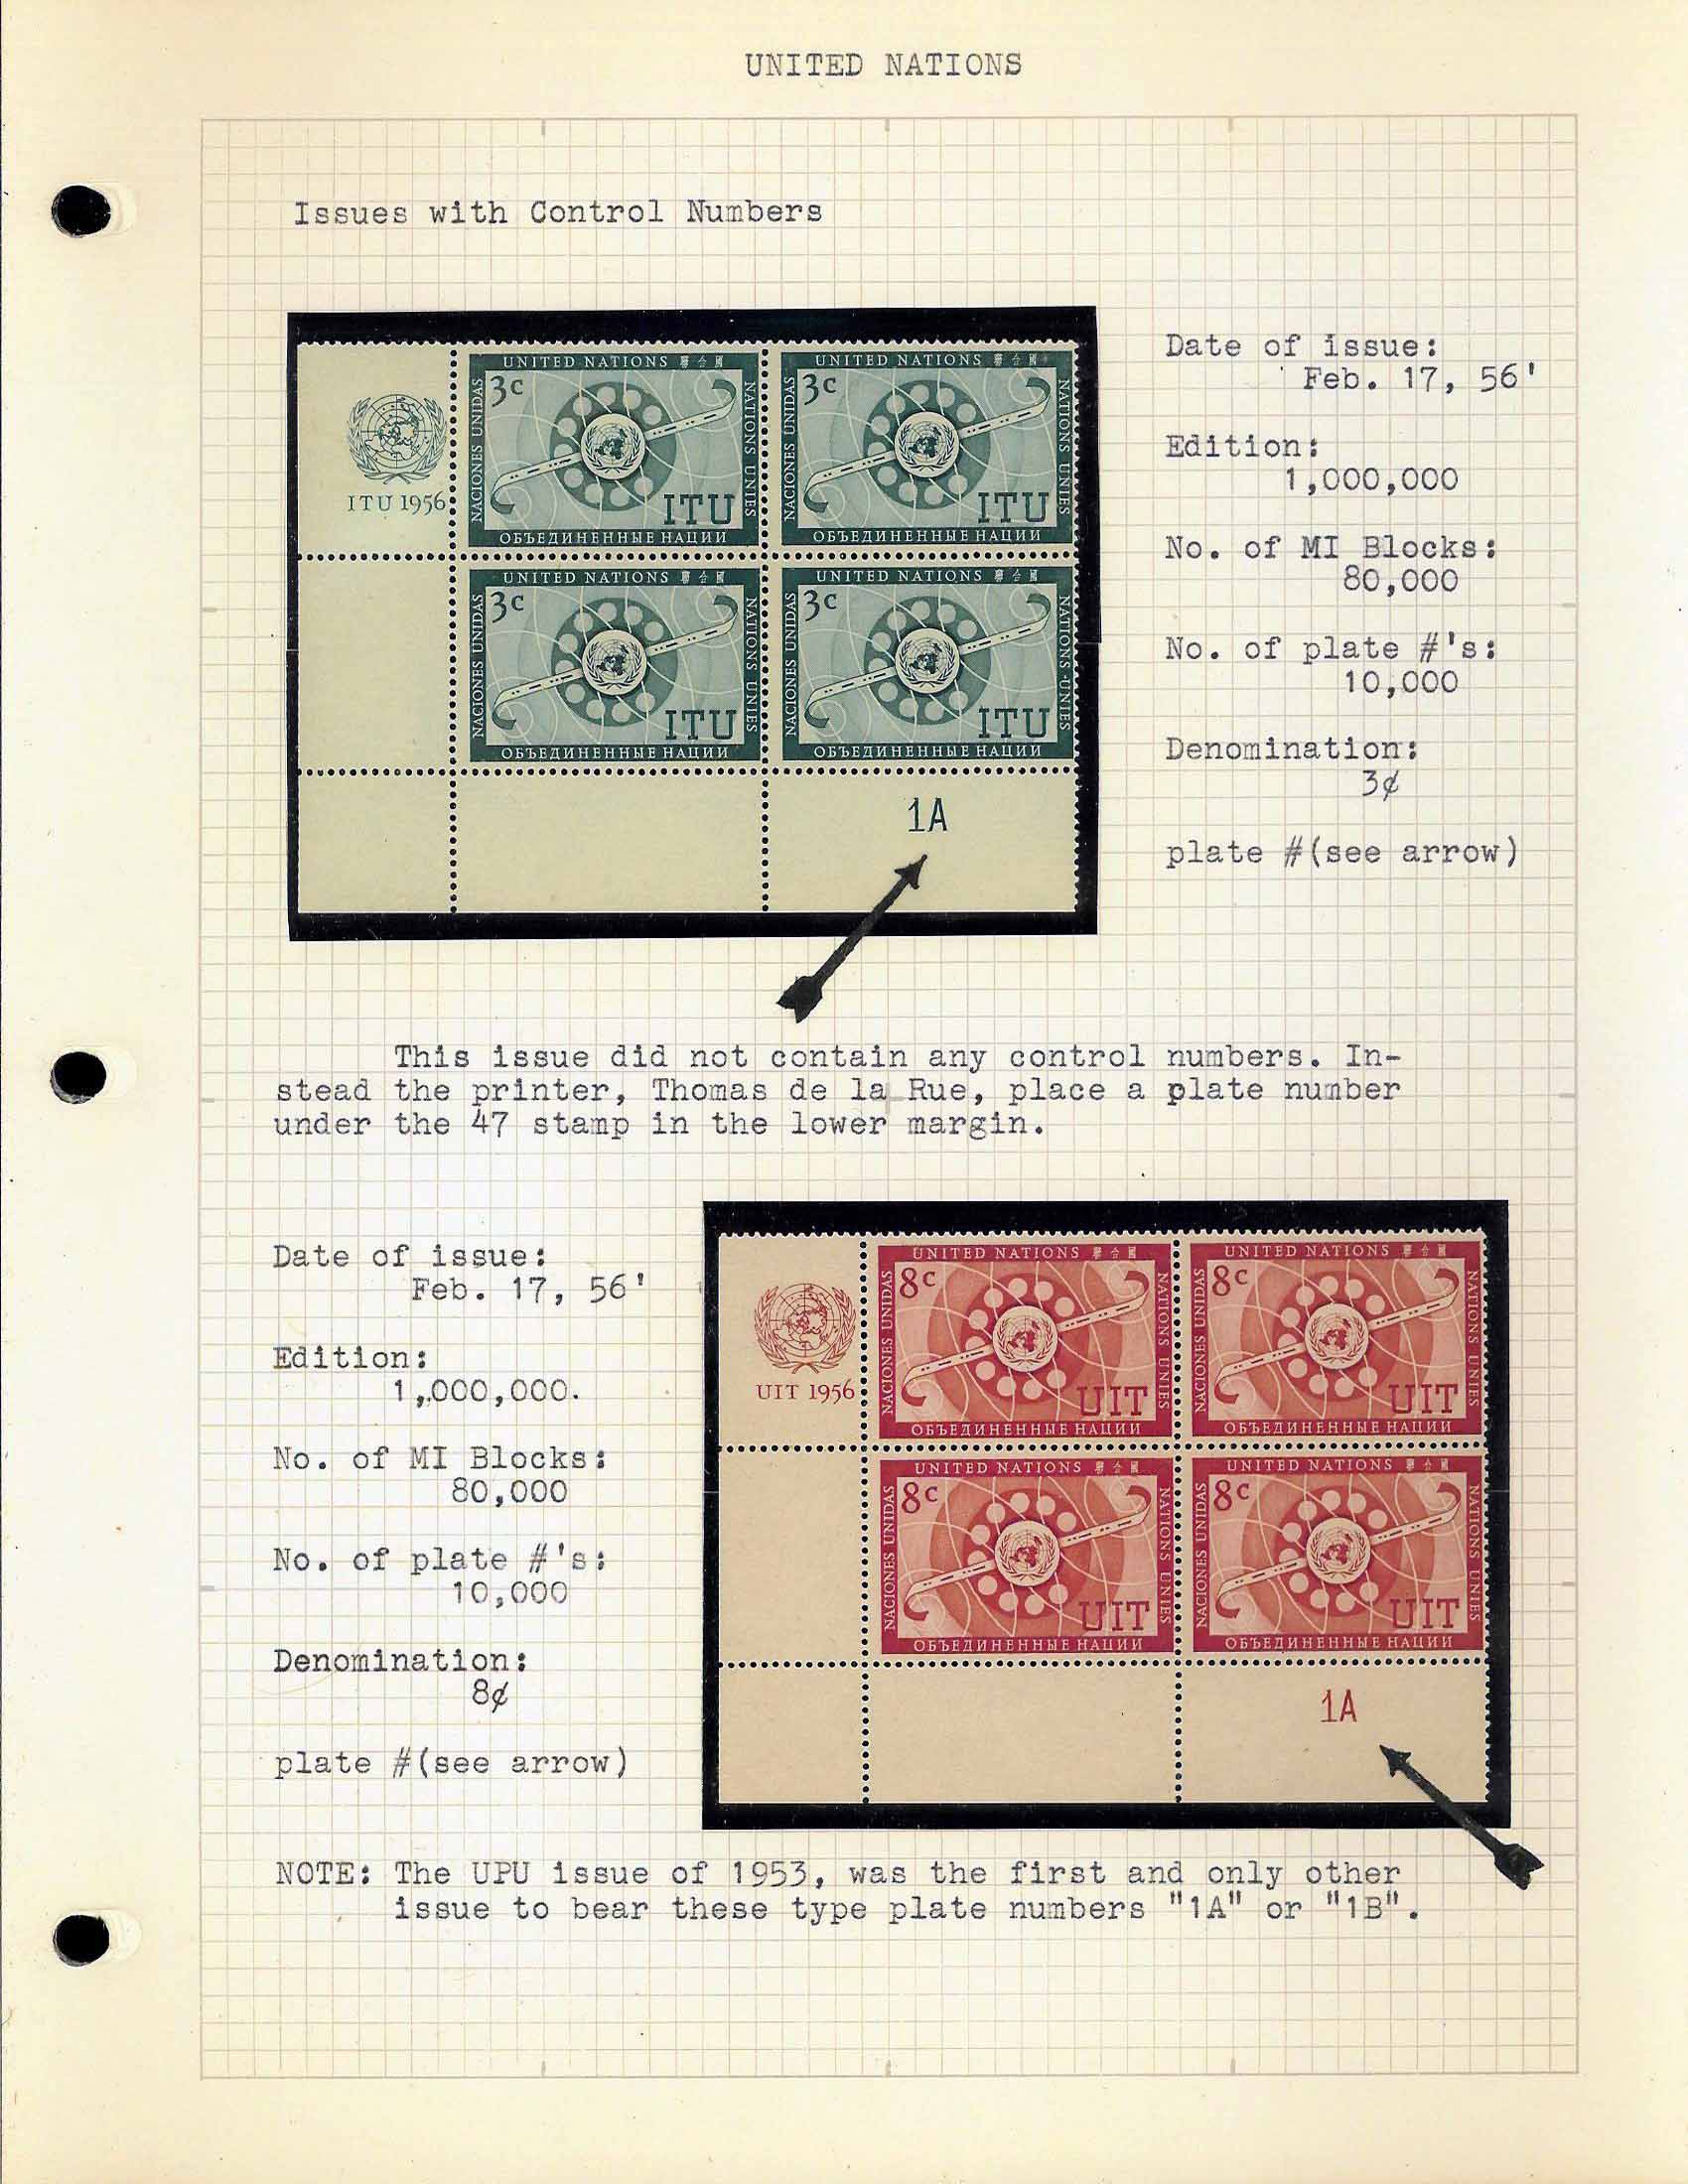 UNITED NATIONS
Issues with Control Numbers
ITU 1956
UNITED NATIONS 聯合國
3c
NACIONES UNIDAS
NATIONS UNIES
ITU
ОБЪЕДИНЕННЫЕ НАЦИИ
UNITED NATIONS 聯合國
3c
NACIONES UNIDAS
NATIONS UNIES
ITU
ОБЪЕДИНЕННЫЕ НАЦИИ
UNITED NATIONS 聯合國
3c
NACIONES UNIDAS
NATIONS UNIES
ITU
ОБЪЕДИНЕННЫЕ НАЦИИ
UNITED NATIONS 聯合國
3c
NACIONES UNIDAS
NATIONS UNIES
ITU
ОБЪЕДИНЕННЫЕ НАЦИИ
1A
Date of issue:
Feb. 17, 56'
Edition:
1,000,000
No. of MI Blocks:
80,000
No. of plate #'s:
10,000
Denomination:
3¢
plate #(see arrow)
This issue did not contain any control numbers. In-
stead the printer, Thomas de la Rue, place a plate number
under the 47 stamp in the lower margin.
Date of issue:
Feb. 17, 56'
Edition:
1,000,000.
No. of MI Blocks:
80,000
No. of plate #'s:
10,000
Denomination:
8¢
plate #(see arrow)
UIT 1956
UNITED NATIONS 聯合國
8c
NACIONES UNIDAS
NATIONS UNIES
UIT
ОБЪЕДИНЕННЫЕ НАЦИИ
UNITED NATIONS 聯合國
8c
NACIONES UNIDAS
NATIONS UNIES
UIT
ОБЪЕДИНЕННЫЕ НАЦИИ
UNITED NATIONS 聯合國
8c
NACIONES UNIDAS
NATIONS UNIES
UIT
ОБЪЕДИНЕННЫЕ НАЦИИ
UNITED NATIONS 聯合國
8c
NACIONES UNIDAS
NATIONS UNIES
UIT
ОБЪЕДИНЕННЫЕ НАЦИИ
1A
NOTE: The UPU issue of 1953, was the first and only other
issue to bear these type plate numbers "1A" or "1B".